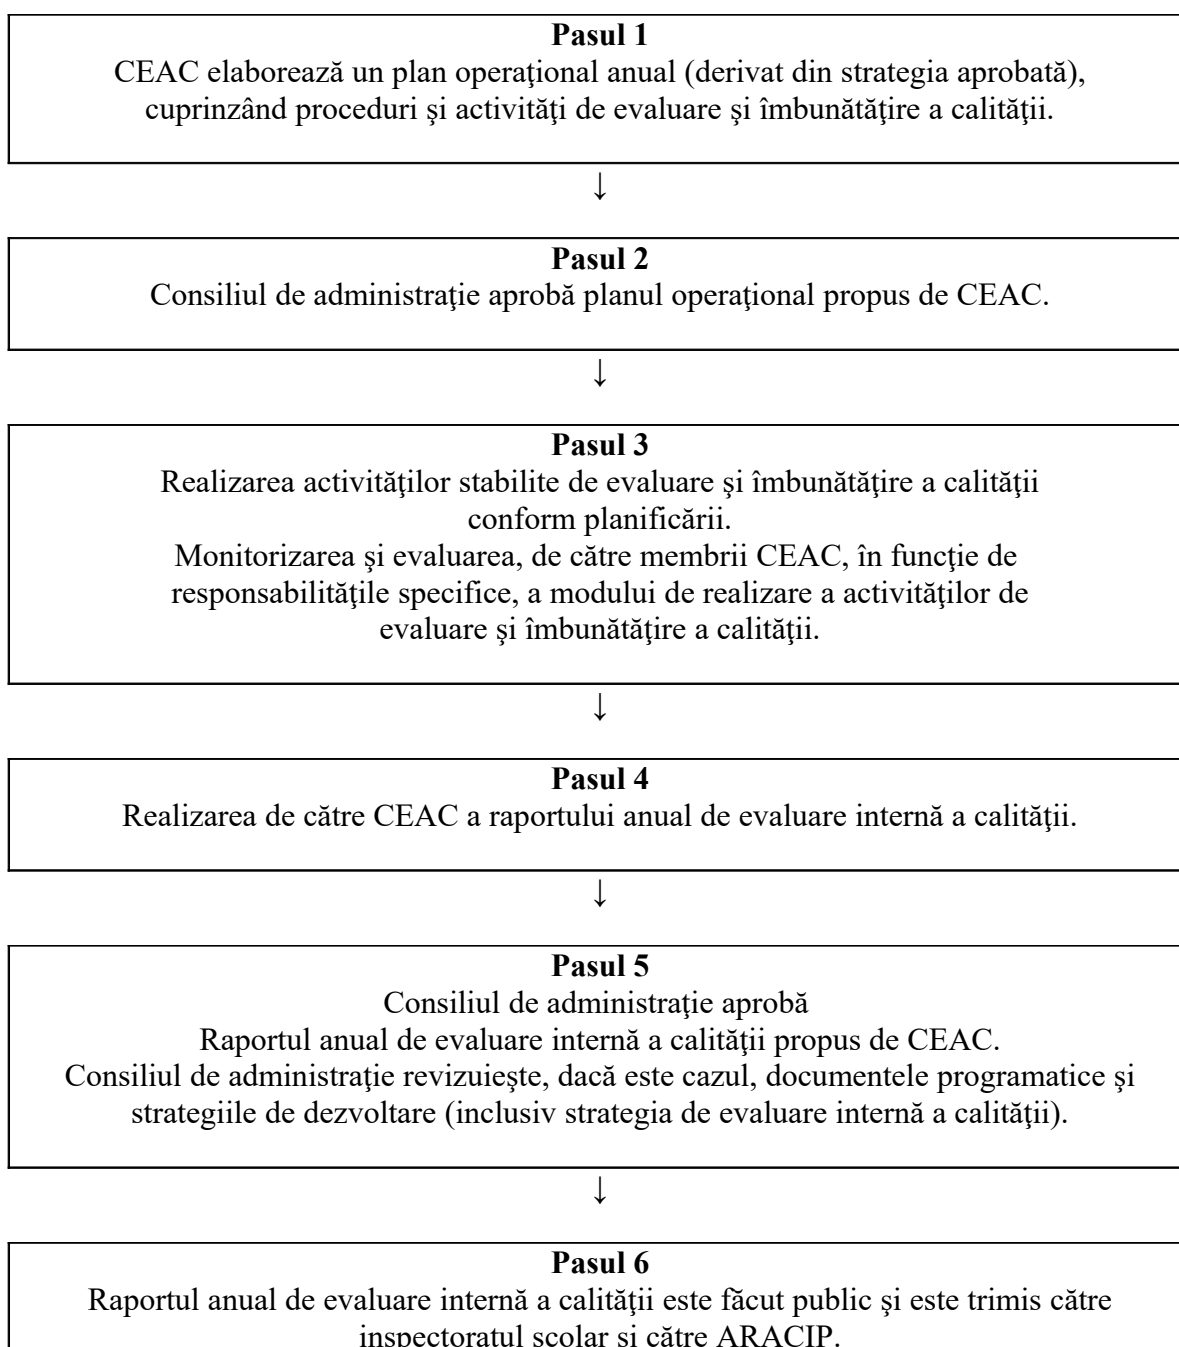 Pasul 1
CEAC elaborează un plan operaţional anual (derivat din strategia aprobată),
cuprinzând proceduri şi activităţi de evaluare şi îmbunătăţire a calităţii.
↓
Pasul 2
Consiliul de administraţie aprobă planul operaţional propus de CEAC.
↓
Pasul 3
Realizarea activităţilor stabilite de evaluare şi îmbunătăţire a calităţii
conform planificării.
Monitorizarea şi evaluarea, de către membrii CEAC, în funcţie de
responsabilităţile specifice, a modului de realizare a activităţilor de
evaluare şi îmbunătăţire a calităţii.
↓
Pasul 4
Realizarea de către CEAC a raportului anual de evaluare internă a calităţii.
↓
Pasul 5
Consiliul de administraţie aprobă
Raportul anual de evaluare internă a calităţii propus de CEAC.
Consiliul de administraţie revizuieşte, dacă este cazul, documentele programatice şi
strategiile de dezvoltare (inclusiv strategia de evaluare internă a calităţii).
↓
Pasul 6
Raportul anual de evaluare internă a calităţii este făcut public şi este trimis către
inspectoratul şcolar şi către ARACIP.